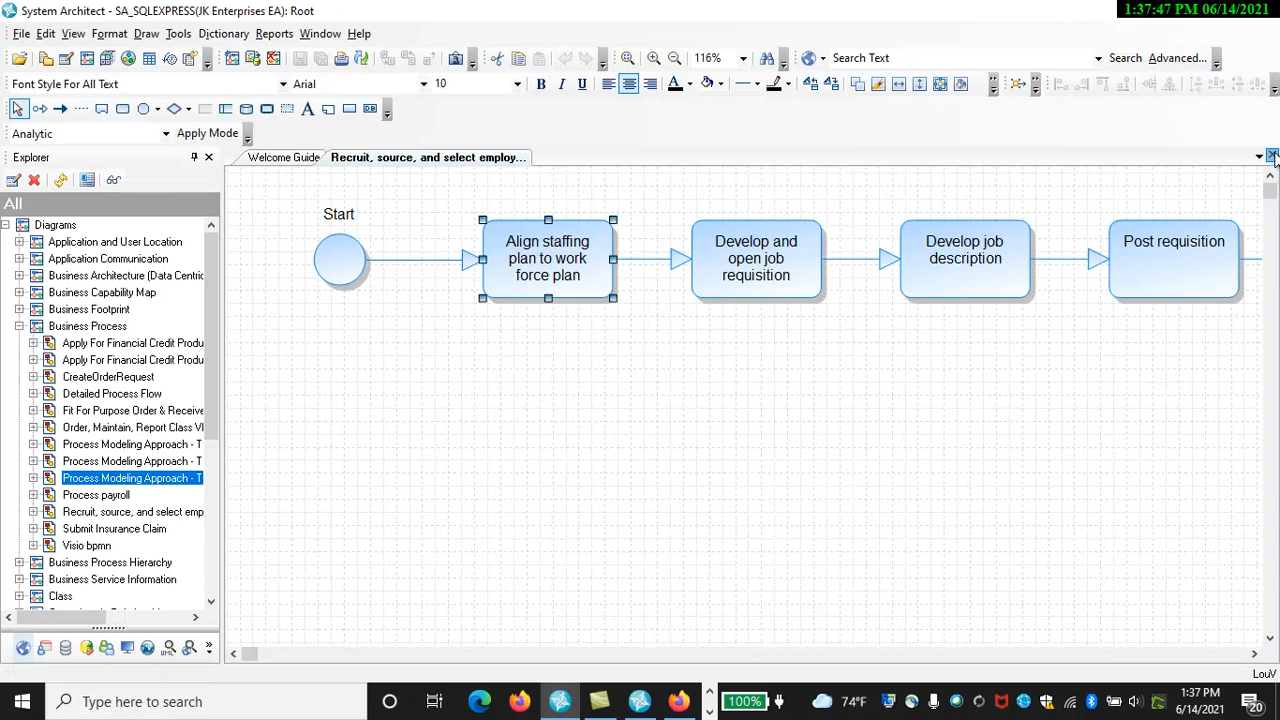 System Architect - SA_SQLEXPRESS(JK Enterprises EA): Root
1:37:47 PM 06/14/2021
File Edit View Format Draw Tools Dictionary Reports Window Help
116% Search Text Search Advanced...
Font Style For All Text Arial 10 B I U A
A
Analytic Apply Mode
Explorer
Welcome Guide Recruit, source, and select employ...
All
Diagrams
Application and User Location
Application Communication
Business Architecture (Data Centric
Business Capability Map
Business Footprint
Business Process
Apply For Financial Credit Produ
Apply For Financial Credit Produ
CreateOrderRequest
Detailed Process Flow
Fit For Purpose Order & Receive
Order, Maintain, Report Class VI
Process Modeling Approach - T
Process Modeling Approach - T
Process Modeling Approach - T
Process payroll
Recruit, source, and select emp
Submit Insurance Claim
Visio bpmn
Business Process Hierarchy
Business Service Information
Class
Start
Align staffing
plan to work
force plan
Develop and
open job
requisition
Develop job
description
Post requisition
LouV
Type here to search
100%
74°F
1:37 PM
6/14/2021
20